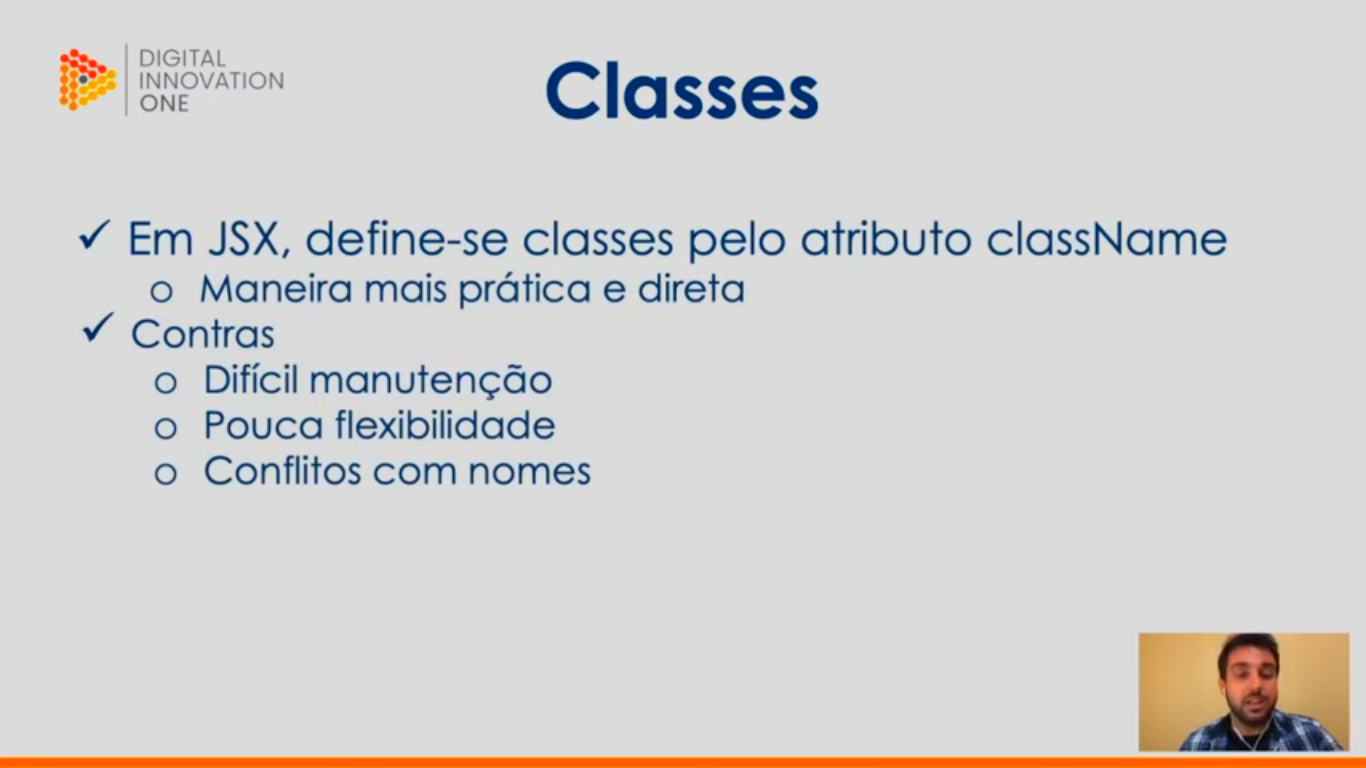 DIGITAL
INNOVATION
ONE
Classes
✓ Em JSX, define-se classes pelo atributo className
o Maneira mais prática e direta
✓ Contras
o Difícil manutenção
o Pouca flexibilidade
o Conflitos com nomes